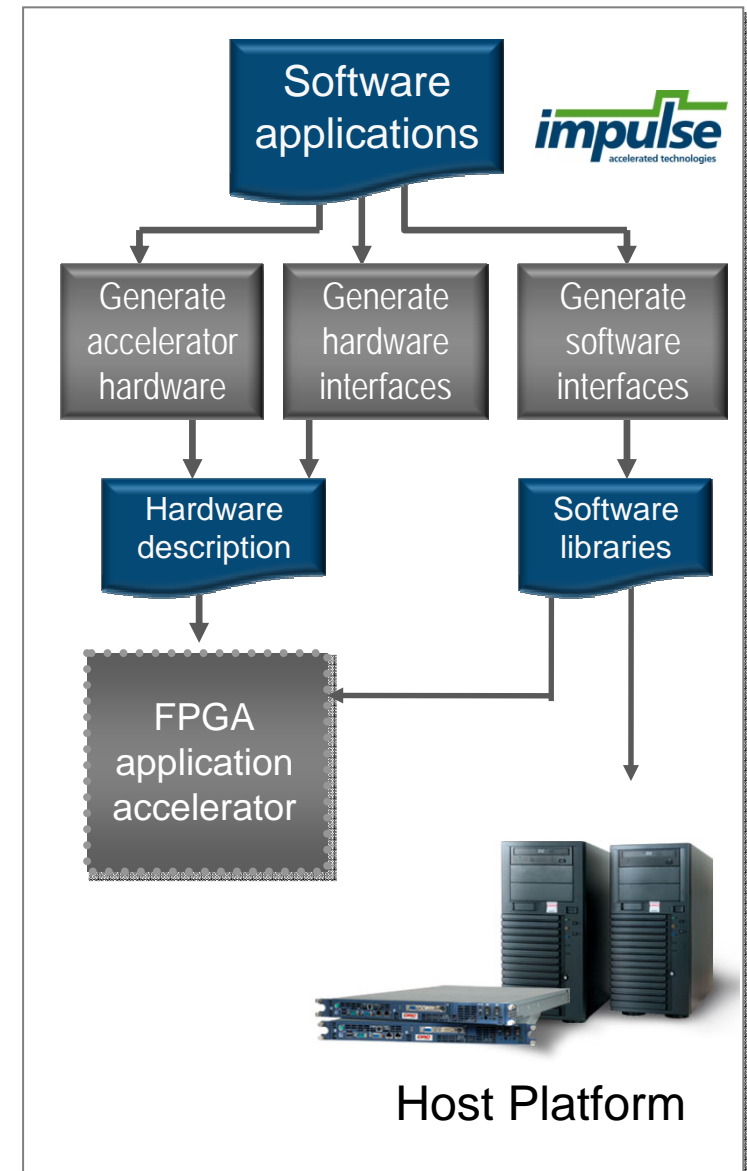 Software
applications
impulse
accelerated technologies
Generate
accelerator
hardware
Generate
hardware
interfaces
Generate
software
interfaces
Hardware
description
Software
libraries
FPGA
application
accelerator
Host Platform